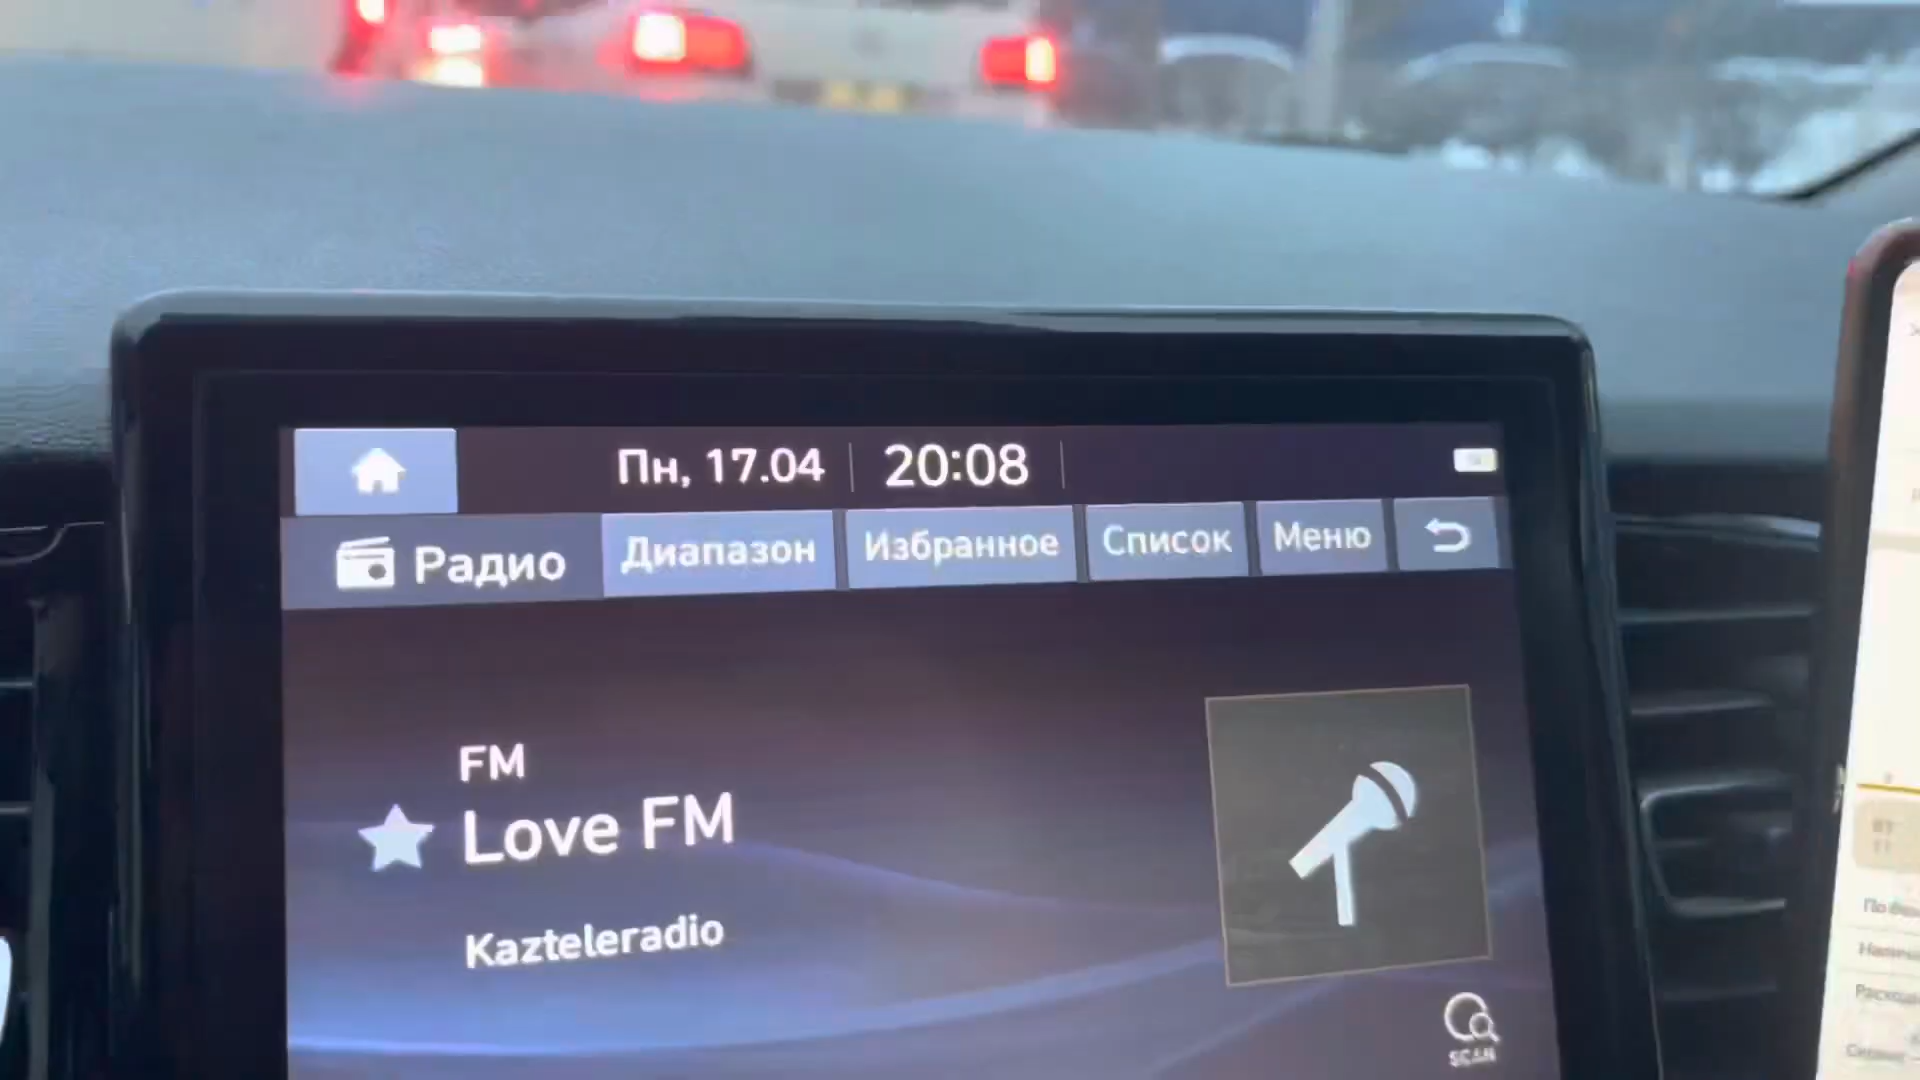 Пн, 17.04 20:08
Радио Диапазон Избранное Список Меню
FM
Love FM
Kazteleradio
SCAN